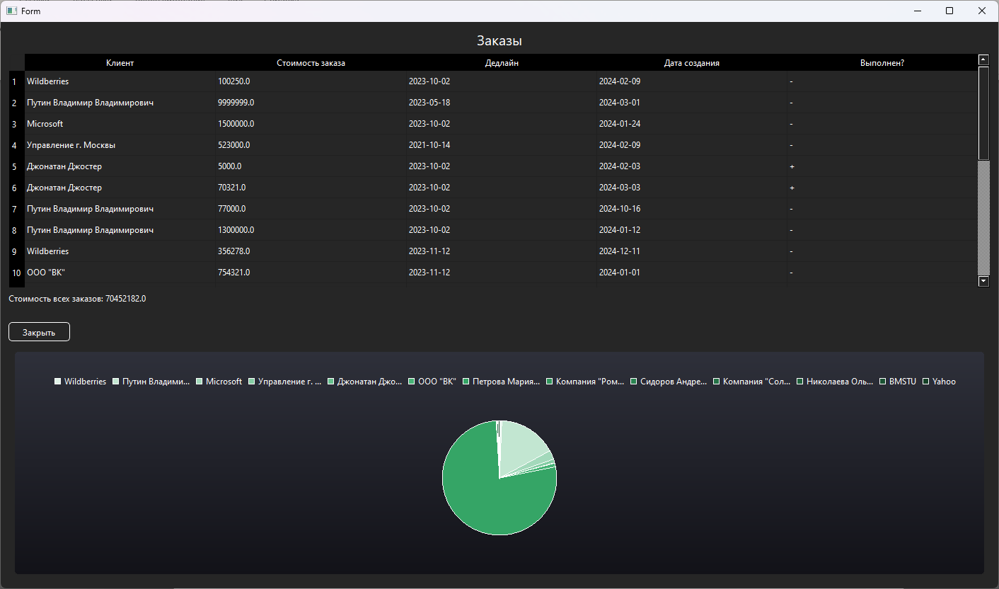 Form
Заказы
Клиент Стоимость заказа Дедлайн Дата создания Выполнен?
1 Wildberries 100250.0 2023-10-02 2024-02-09 -
2 Путин Владимир Владимирович 9999999.0 2023-05-18 2024-03-01 -
3 Microsoft 1500000.0 2023-10-02 2024-01-24 -
4 Управление г. Москвы 523000.0 2021-10-14 2024-02-09 -
5 Джонатан Джостер 5000.0 2023-10-02 2024-02-03 +
6 Джонатан Джостер 70321.0 2023-10-02 2024-03-03 +
7 Путин Владимир Владимирович 77000.0 2023-10-02 2024-10-16 -
8 Путин Владимир Владимирович 1300000.0 2023-10-02 2024-01-12 -
9 Wildberries 356278.0 2023-11-12 2024-12-11 -
10 ООО "ВК" 754321.0 2023-11-12 2024-01-01 -
Стоимость всех заказов: 70452182.0
Закрыть
Wildberries Путин Владими... Microsoft Управление г. ... Джонатан Джо... ООО "ВК" Петрова Мария... Компания "Ром... Сидоров Андре... Компания "Сол... Николаева Оль... BMSTU Yahoo